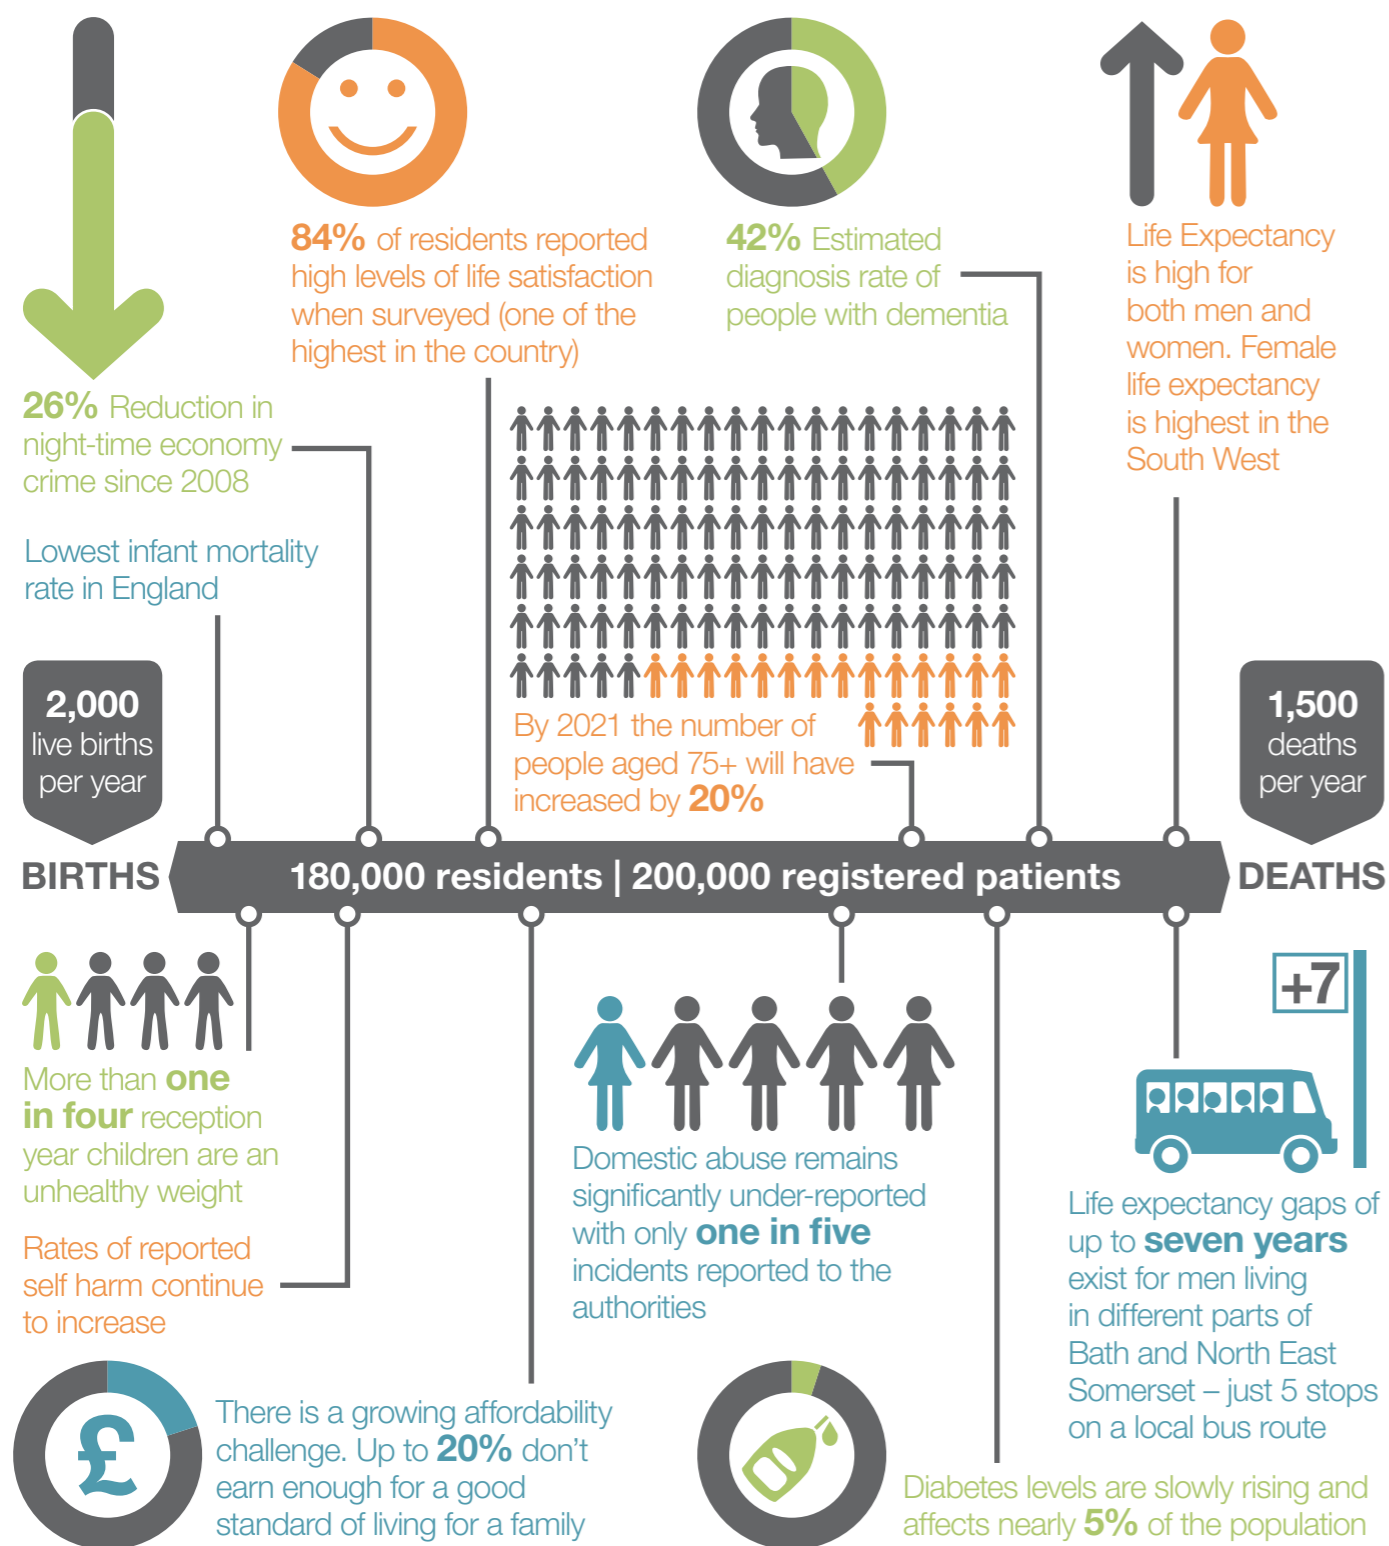 84% of residents reported
high levels of life satisfaction
when surveyed (one of the
highest in the country)
42% Estimated
diagnosis rate of
people with dementia
Life Expectancy
is high for
both men and
women. Female
life expectancy
is highest in the
South West
26% Reduction in
night-time economy
crime since 2008
Lowest infant mortality
rate in England
2,000
live births
per year
By 2021 the number of
people aged 75+ will have
increased by 20%
1,500
deaths
per year
BIRTHS
180,000 residents | 200,000 registered patients
DEATHS
More than one
in four reception
year children are an
unhealthy weight
Rates of reported
self harm continue
to increase
Domestic abuse remains
significantly under-reported
with only one in five
incidents reported to the
authorities
+7
Life expectancy gaps of
up to seven years
exist for men living
in different parts of
Bath and North East
Somerset – just 5 stops
on a local bus route
£
There is a growing affordability
challenge. Up to 20% don't
earn enough for a good
standard of living for a family
Diabetes levels are slowly rising and
affects nearly 5% of the population